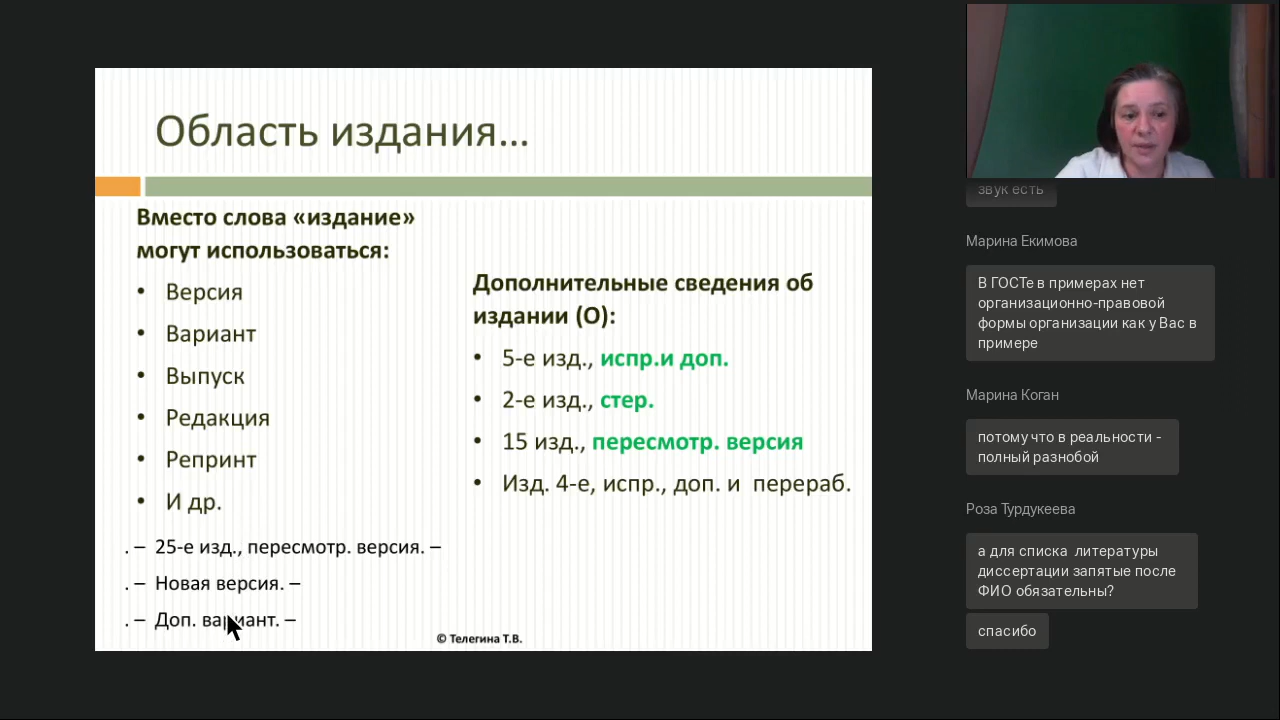 Область издания...
Вместо слова «издание»
могут использоваться:
• Версия
• Вариант
• Выпуск
• Редакция
• Репринт
• И др.
. – 25-е изд., пересмотр. версия. –
. – Новая версия. –
. – Доп. вариант. –
Дополнительные сведения об
издании (О):
• 5-е изд., испр.и доп.
• 2-е изд., стер.
• 15 изд., пересмотр. версия
• Изд. 4-е, испр., доп. и перераб.
© Телегина Т.В.
звук есть
Марина Екимова
В ГОСТе в примерах нет
организационно-правовой
формы организации как у Вас в
примере
Марина Коган
потому что в реальности -
полный разнобой
Роза Турдукеева
а для списка литературы
диссертации запятые после
ФИО обязательны?
спасибо